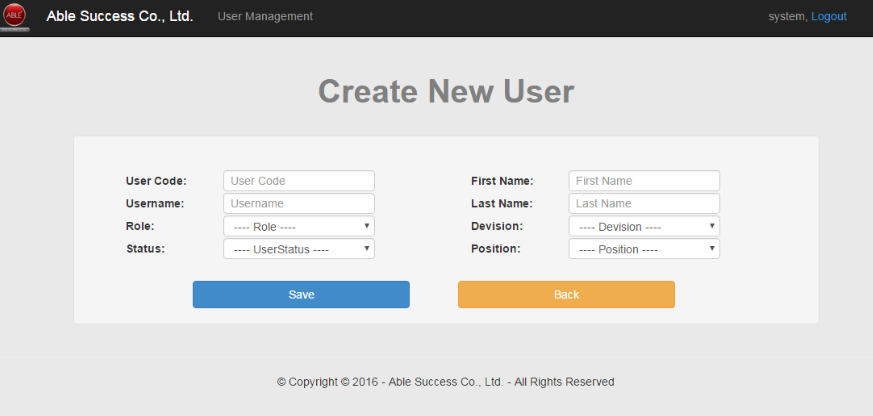 ABLE
Able Success Co., Ltd. User Management system, Logout
Create New User
User Code: User Code First Name: First Name
Username: Username Last Name: Last Name
Role: ---- Role ---- Devision: ---- Devision ----
Status: ---- UserStatus ---- Position: ---- Position ----
Save Back
© Copyright © 2016 - Able Success Co., Ltd. - All Rights Reserved